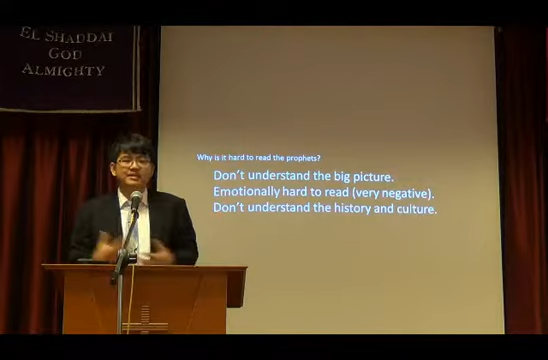 EL SHADDAI
GOD
ALMIGHTY
Why is it hard to read the prophets?
Don't understand the big picture.
Emotionally hard to read (very negative).
Don't understand the history and culture.